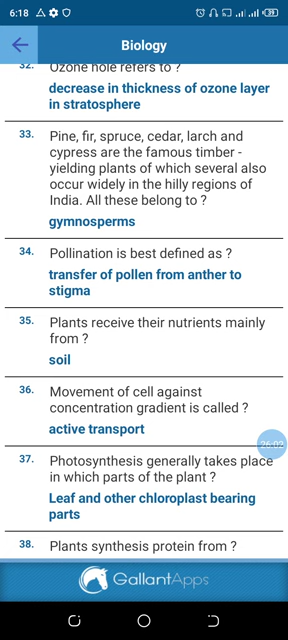 6:18
39
Biology
32. Ozone hole refers to ?
decrease in thickness of ozone layer
in stratosphere
33. Pine, fir, spruce, cedar, larch and
cypress are the famous timber -
yielding plants of which several also
occur widely in the hilly regions of
India. All these belong to ?
gymnosperms
34. Pollination is best defined as ?
transfer of pollen from anther to
stigma
35. Plants receive their nutrients mainly
from ?
soil
36. Movement of cell against
concentration gradient is called ?
active transport
26:02
37. Photosynthesis generally takes place
in which parts of the plant ?
Leaf and other chloroplast bearing
parts
38. Plants synthesis protein from ?
GallantApps